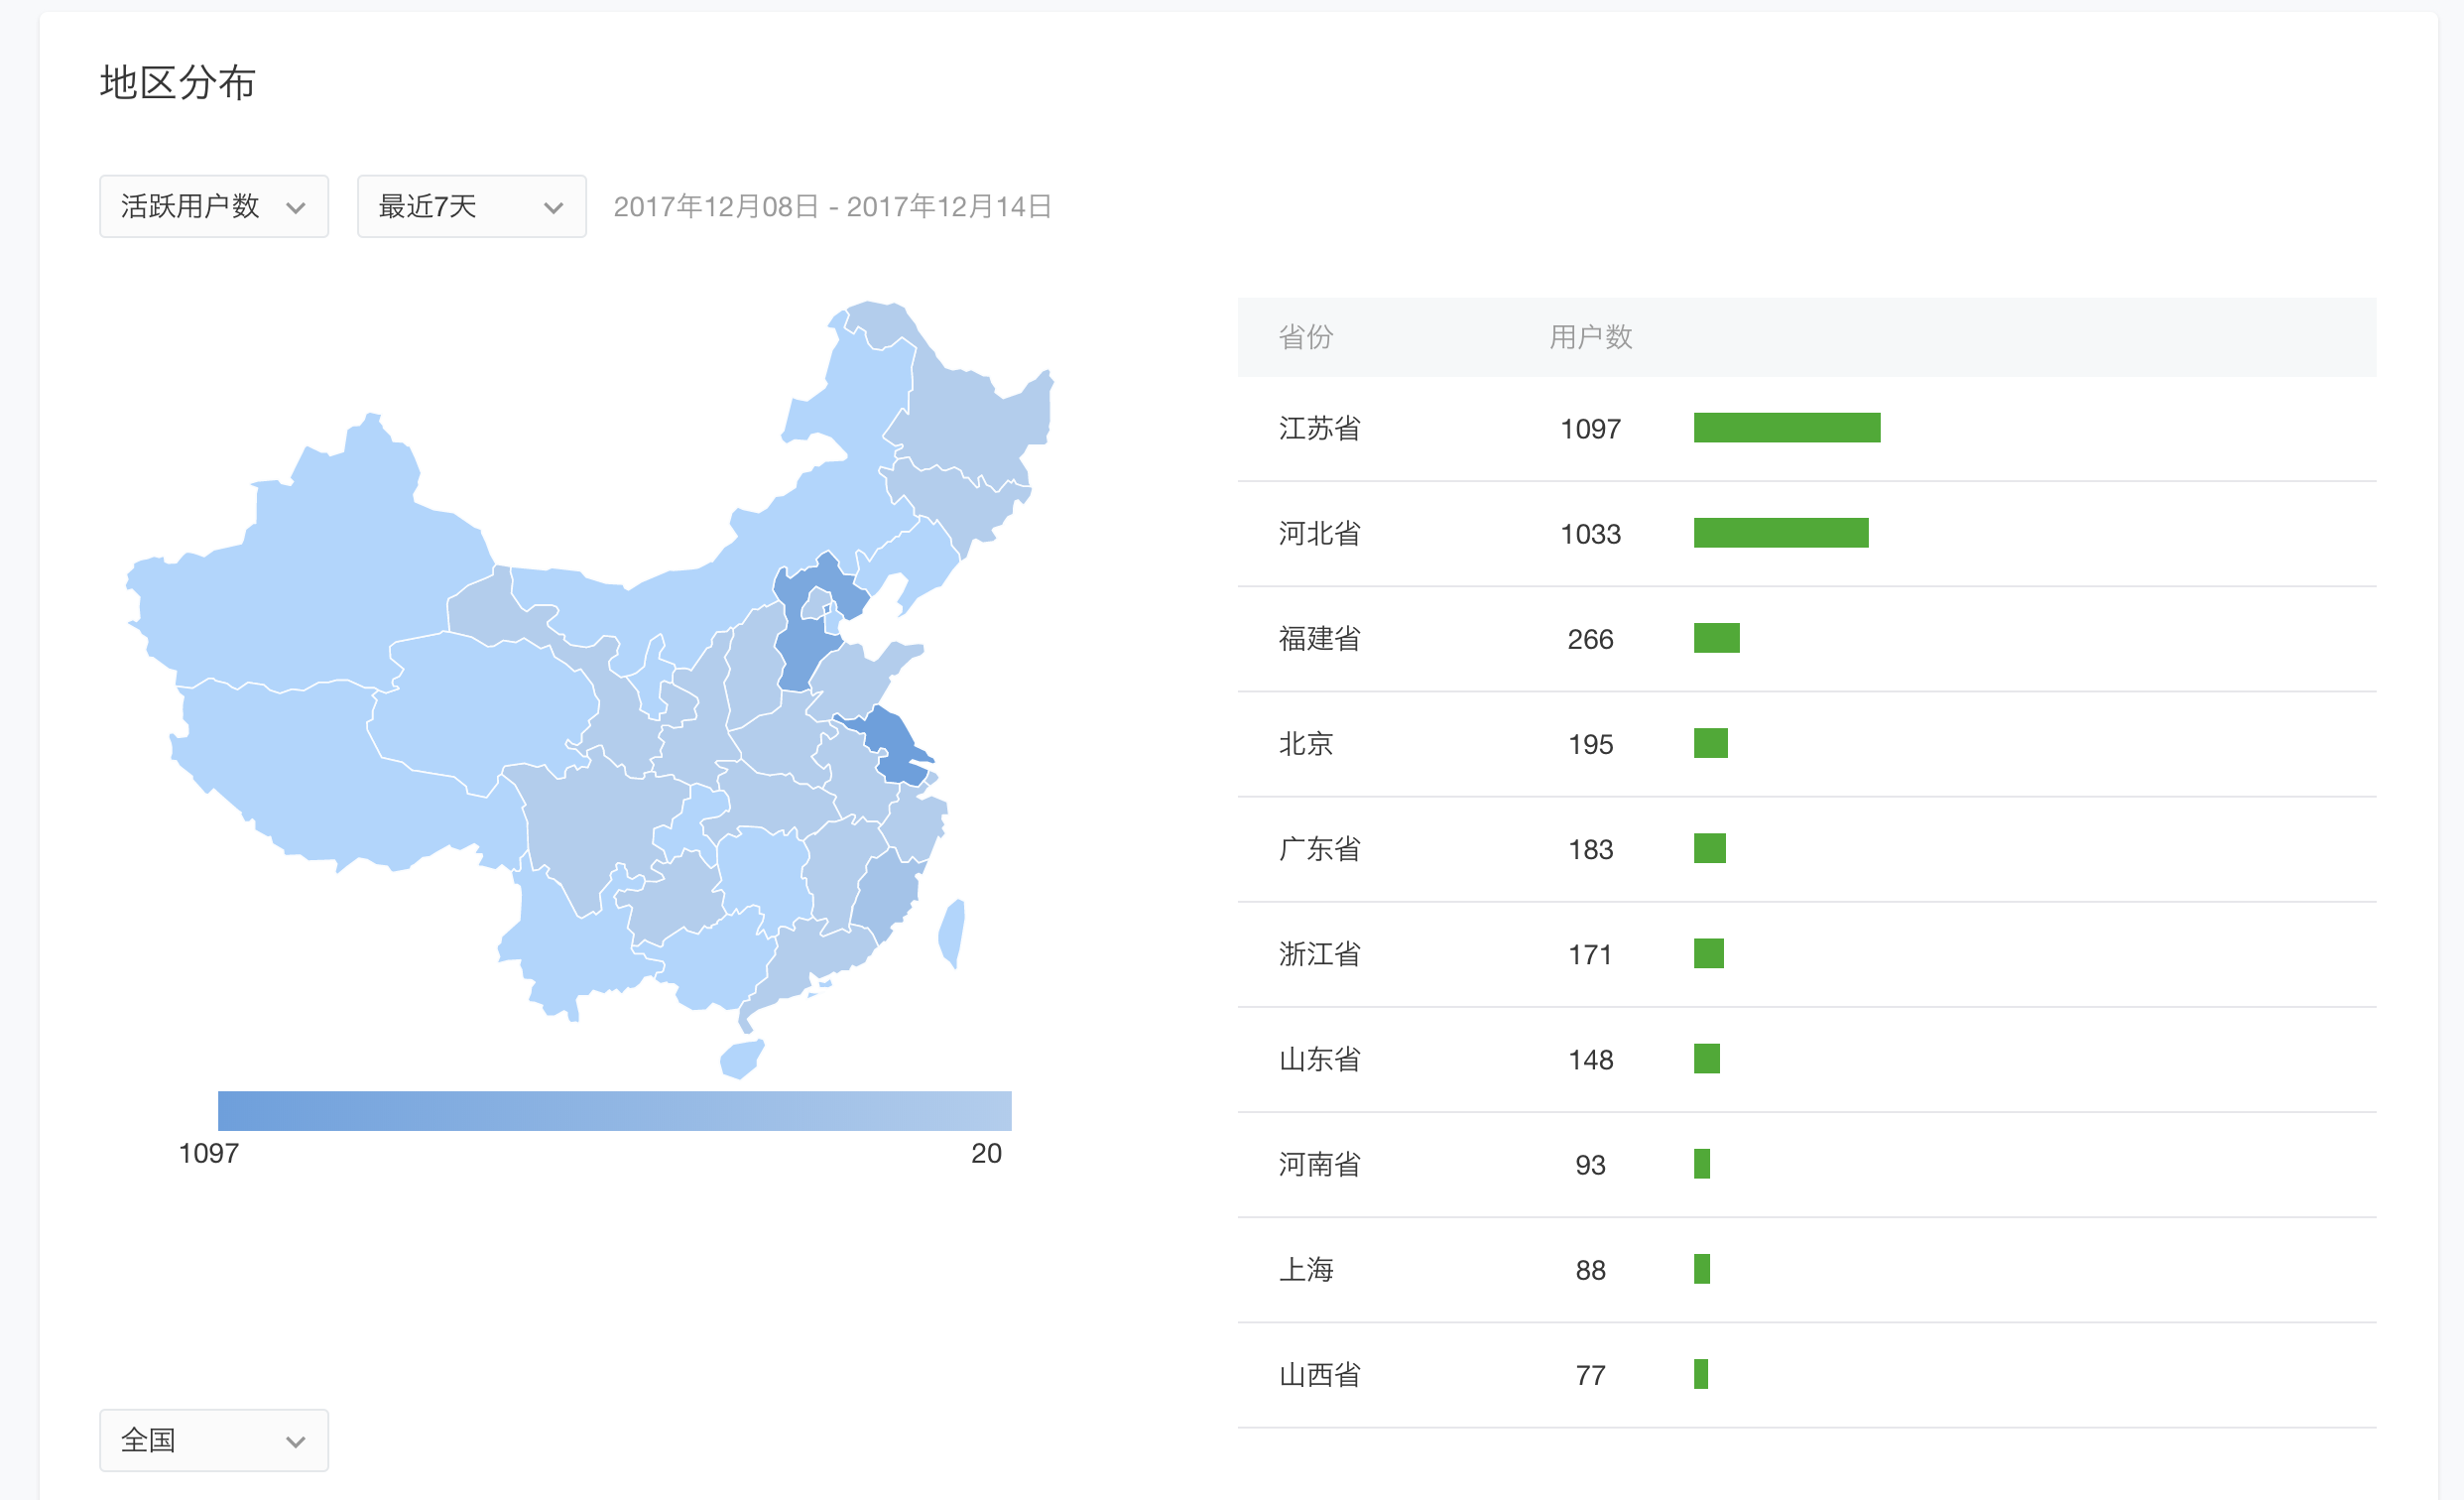 地区分布
活跃用户数 最近7天 2017年12月08日 - 2017年12月14日
1097 20
全国
省份 用户数
江苏省 1097
河北省 1033
福建省 266
北京 195
广东省 183
浙江省 171
山东省 148
河南省 93
上海 88
山西省 77